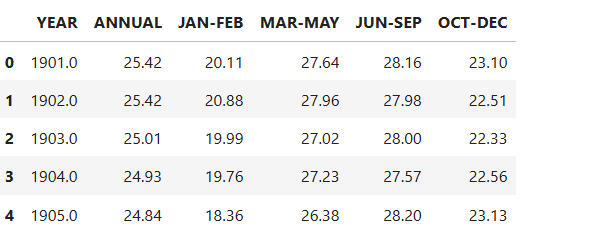 YEAR ANNUAL JAN-FEB MAR-MAY JUN-SEP OCT-DEC
0 1901.0 25.42 20.11 27.64 28.16 23.10
1 1902.0 25.42 20.88 27.96 27.98 22.51
2 1903.0 25.01 19.99 27.02 28.00 22.33
3 1904.0 24.93 19.76 27.23 27.57 22.56
4 1905.0 24.84 18.36 26.38 28.20 23.13